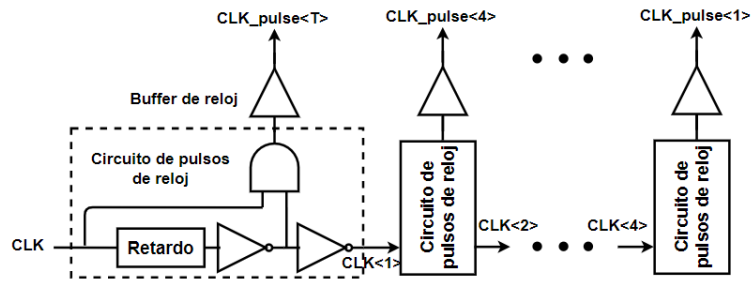 CLK_pulse<T>
CLK_pulse<4>
CLK_pulse<1>
Buffer de reloj
Circuito de pulsos
de reloj
CLK
Retardo
CLK<1>
Circuito de
pulsos de reloj
CLK<2>
CLK<4>
Circuito de
pulsos de reloj